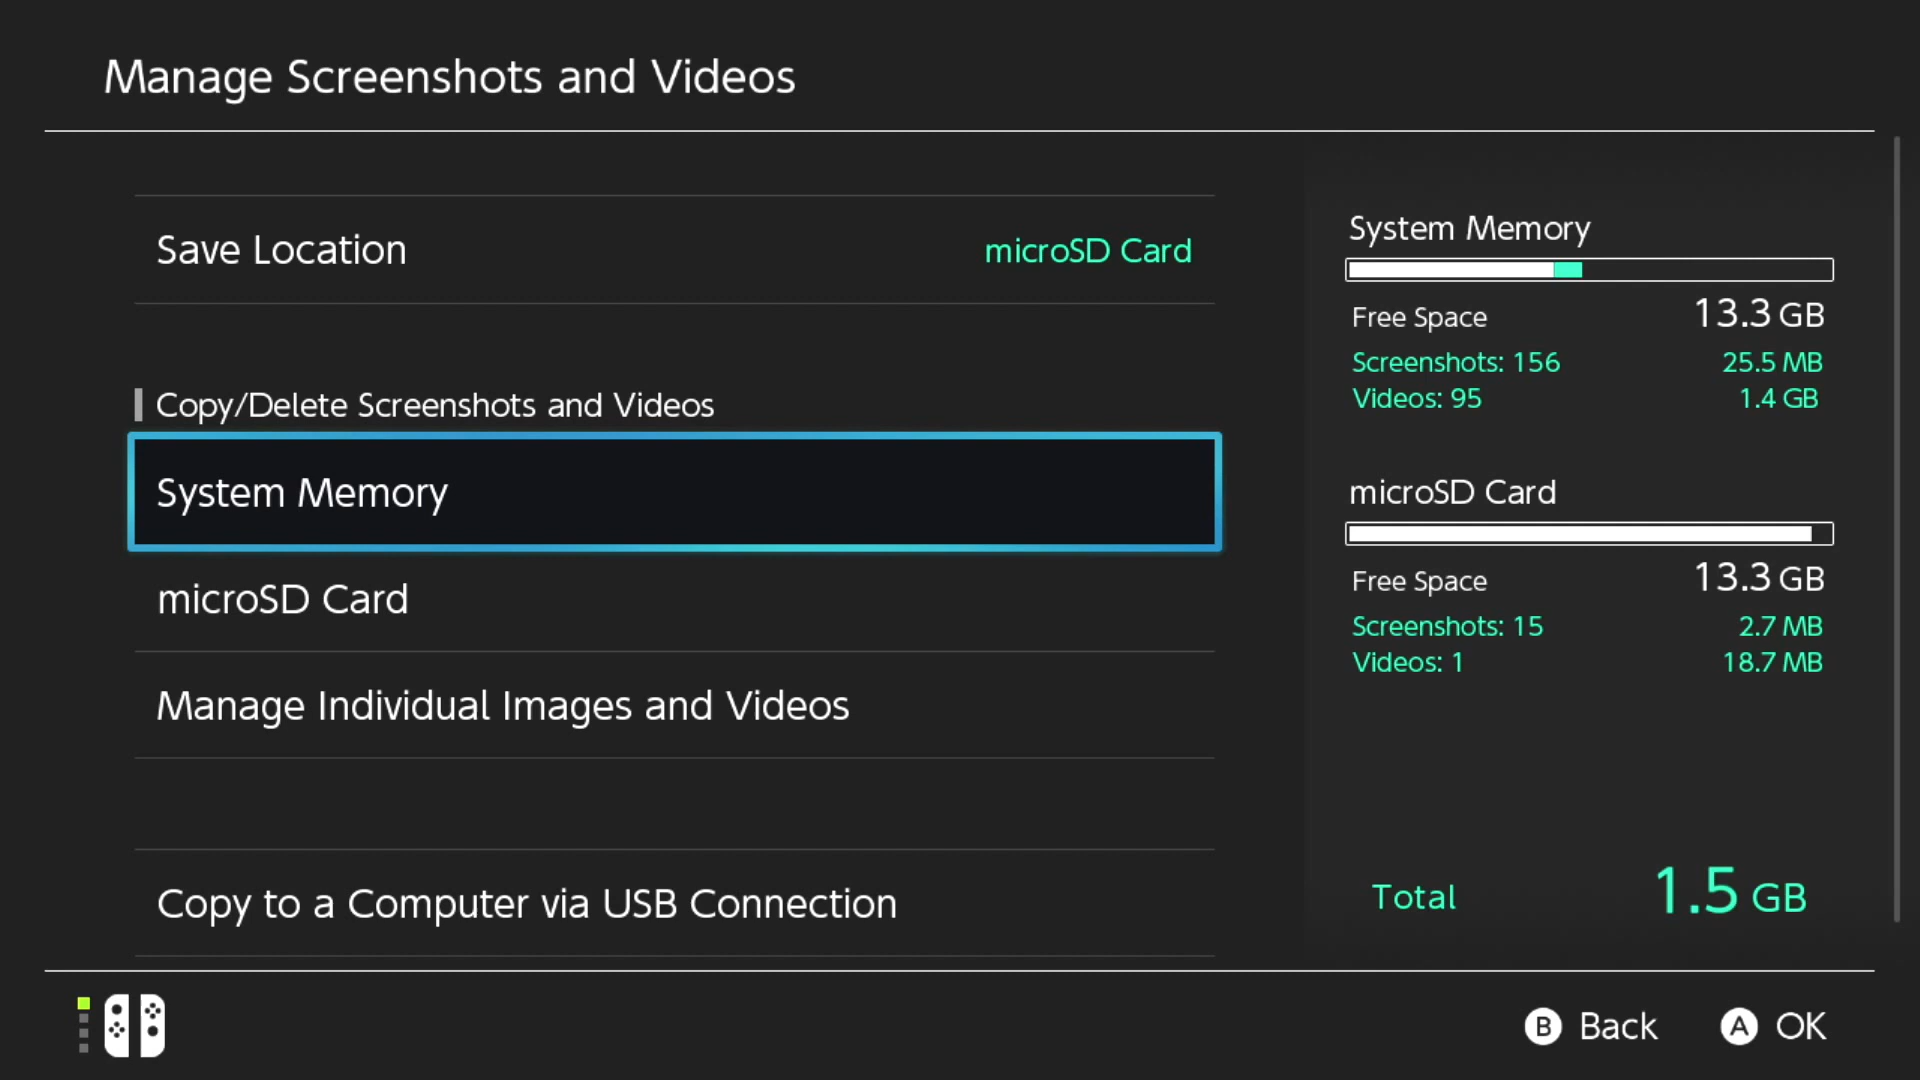 Manage Screenshots and Videos
Save Location microSD Card
Copy/Delete Screenshots and Videos
System Memory
microSD Card
Manage Individual Images and Videos
Copy to a Computer via USB Connection
System Memory
Free Space 13.3 GB
Screenshots: 156 25.5 MB
Videos: 95 1.4 GB
microSD Card
Free Space 13.3 GB
Screenshots: 15 2.7 MB
Videos: 1 18.7 MB
Total 1.5 GB
B Back A OK